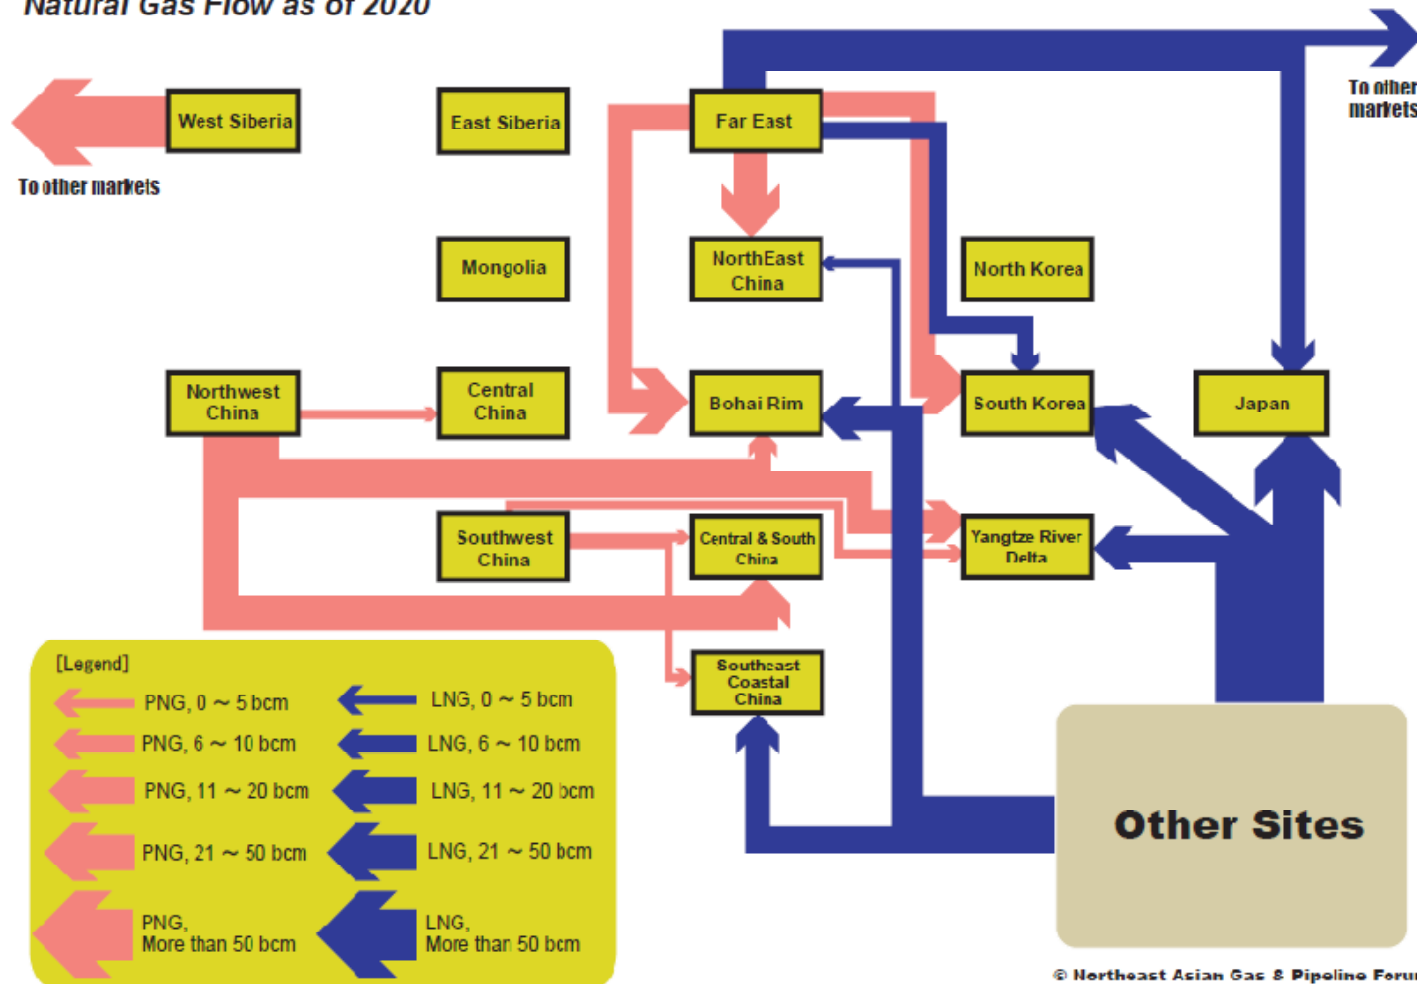 Natural Gas Flow as of 2020
To other
markets
West Siberia
East Siberia
Far East
To other markets
Mongolia
NorthEast
China
North Korea
Northwest
China
Central
China
Bohai Rim
South Korea
Japan
Southwest
China
Central & South
China
Yangtze River
Delta
Southeast
Coastal
China
[Legend]
PNG, 0 ~ 5 bcm
LNG, 0 ~ 5 bcm
PNG, 6 ~ 10 bcm
LNG, 6 ~ 10 bcm
PNG, 11 ~ 20 bcm
LNG, 11 ~ 20 bcm
PNG, 21 ~ 50 bcm
LNG, 21 ~ 50 bcm
PNG,
More than 50 bcm
LNG,
More than 50 bcm
Other Sites
© Northeast Asian Gas & Pipeline Forum